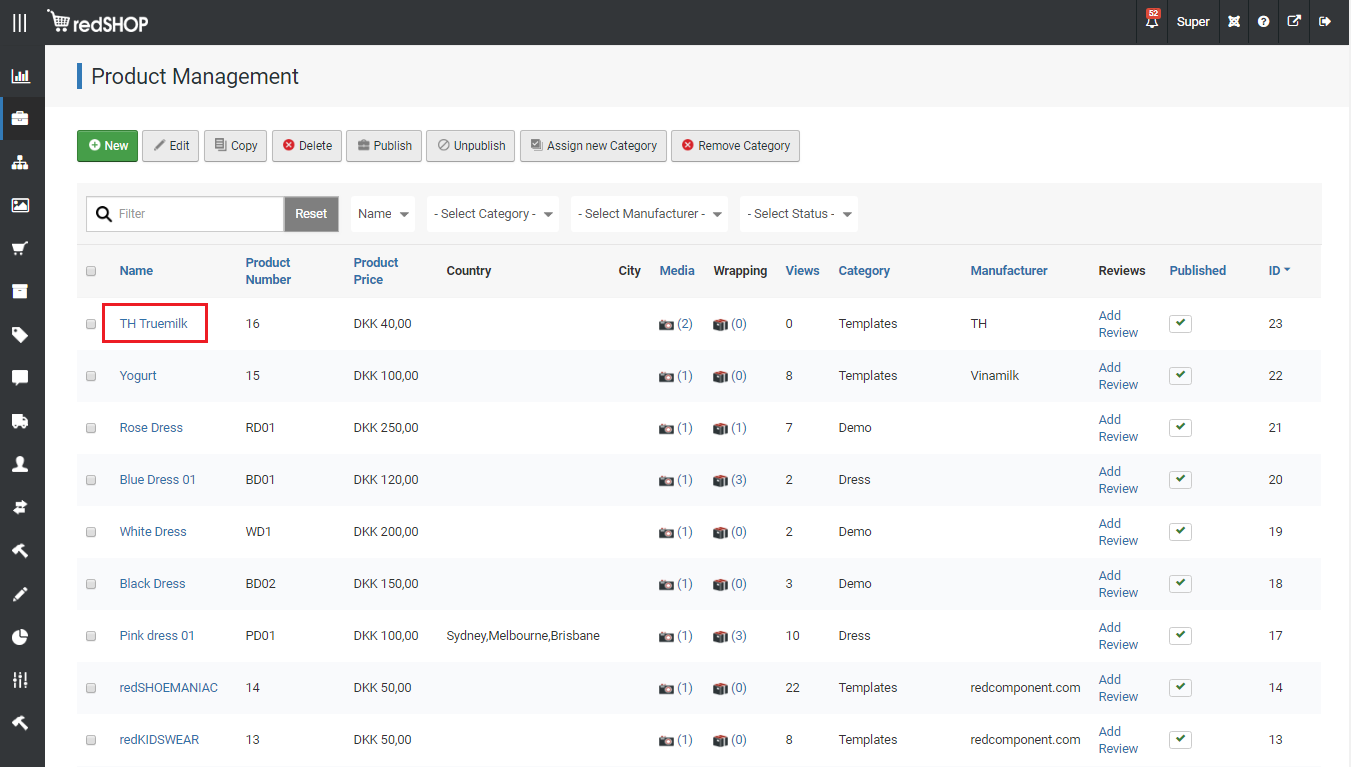 redSHOP
52
Super
Product Management
New Edit Copy Delete Publish Unpublish Assign new Category Remove Category
Filter Reset Name - Select Category - - Select Manufacturer - - Select Status -
Name Product Number Product Price Country City Media Wrapping Views Category Manufacturer Reviews Published ID
TH Truemilk 16 DKK 40,00 (2) (0) 0 Templates TH Add Review 23
Yogurt 15 DKK 100,00 (1) (0) 8 Templates Vinamilk Add Review 22
Rose Dress RD01 DKK 250,00 (1) (1) 7 Demo Add Review 21
Blue Dress 01 BD01 DKK 120,00 (1) (3) 2 Dress Add Review 20
White Dress WD1 DKK 200,00 (1) (0) 2 Demo Add Review 19
Black Dress BD02 DKK 150,00 (1) (0) 3 Demo Add Review 18
Pink dress 01 PD01 DKK 100,00 Sydney,Melbourne,Brisbane (1) (3) 10 Dress Add Review 17
redSHOEMANIAC 14 DKK 50,00 (1) (0) 22 Templates redcomponent.com Add Review 14
redKIDSWEAR 13 DKK 50,00 (1) (0) 8 Templates redcomponent.com Add Review 13